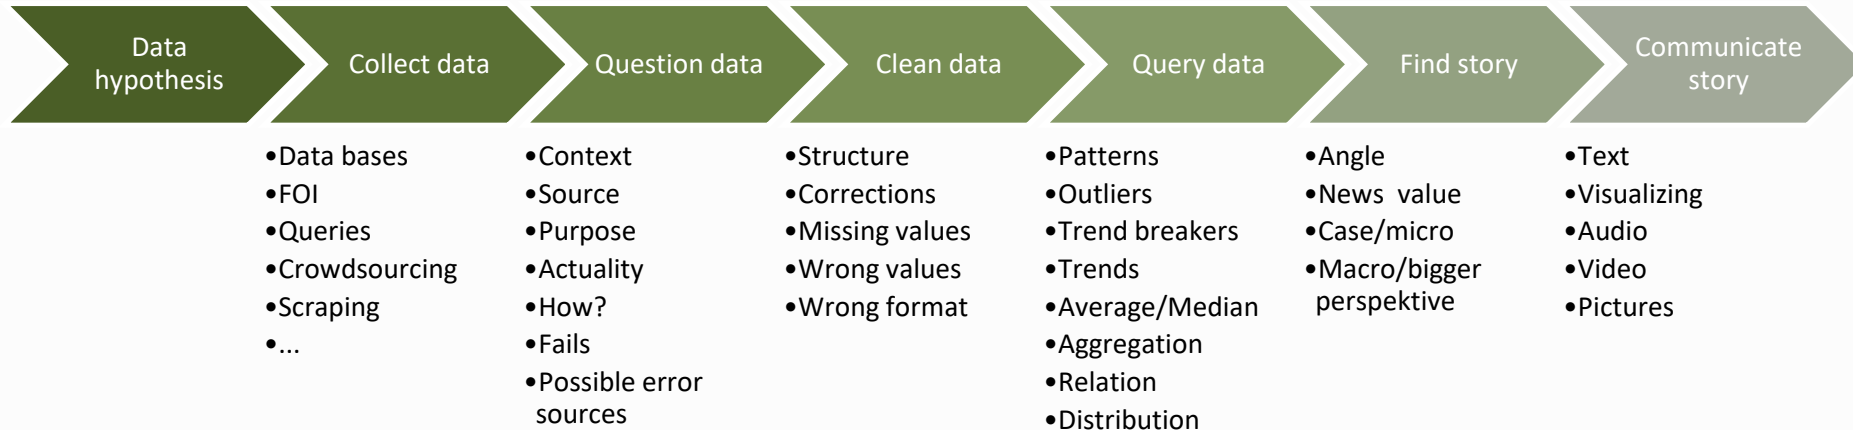 Data
hypothesis
Collect data
Question data
Clean data
Query data
Find story
Communicate
story
•Data bases
•FOI
•Queries
•Crowdsourcing
•Scraping
•...
•Context
•Source
•Purpose
•Actuality
•How?
•Fails
•Possible error
sources
•Structure
•Corrections
•Missing values
•Wrong values
•Wrong format
•Patterns
•Outliers
•Trend breakers
•Trends
•Average/Median
•Aggregation
•Relation
•Distribution
•Angle
•News value
•Case/micro
•Macro/bigger
perspektive
•Text
•Visualizing
•Audio
•Video
•Pictures